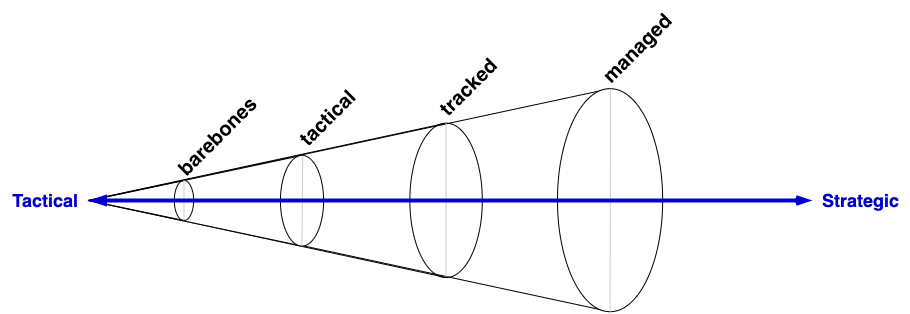 barebones
tactical
tracked
managed
Tactical
Strategic